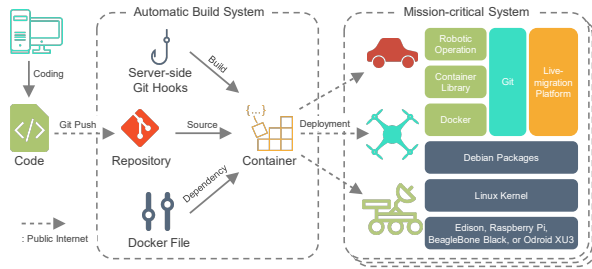 Automatic Build System
Mission-critical System
Coding
Code
Git Push
Server-side
Git Hooks
Build
Repository
Source
{...}
Container
Dependency
Docker File
Deployment
Robotic
Operation
Container
Library
Docker
Git
Live-
migration
Platform
Debian Packages
Linux Kernel
Edison, Raspberry Pi,
BeagleBone Black, or Odroid XU3
: Public Internet